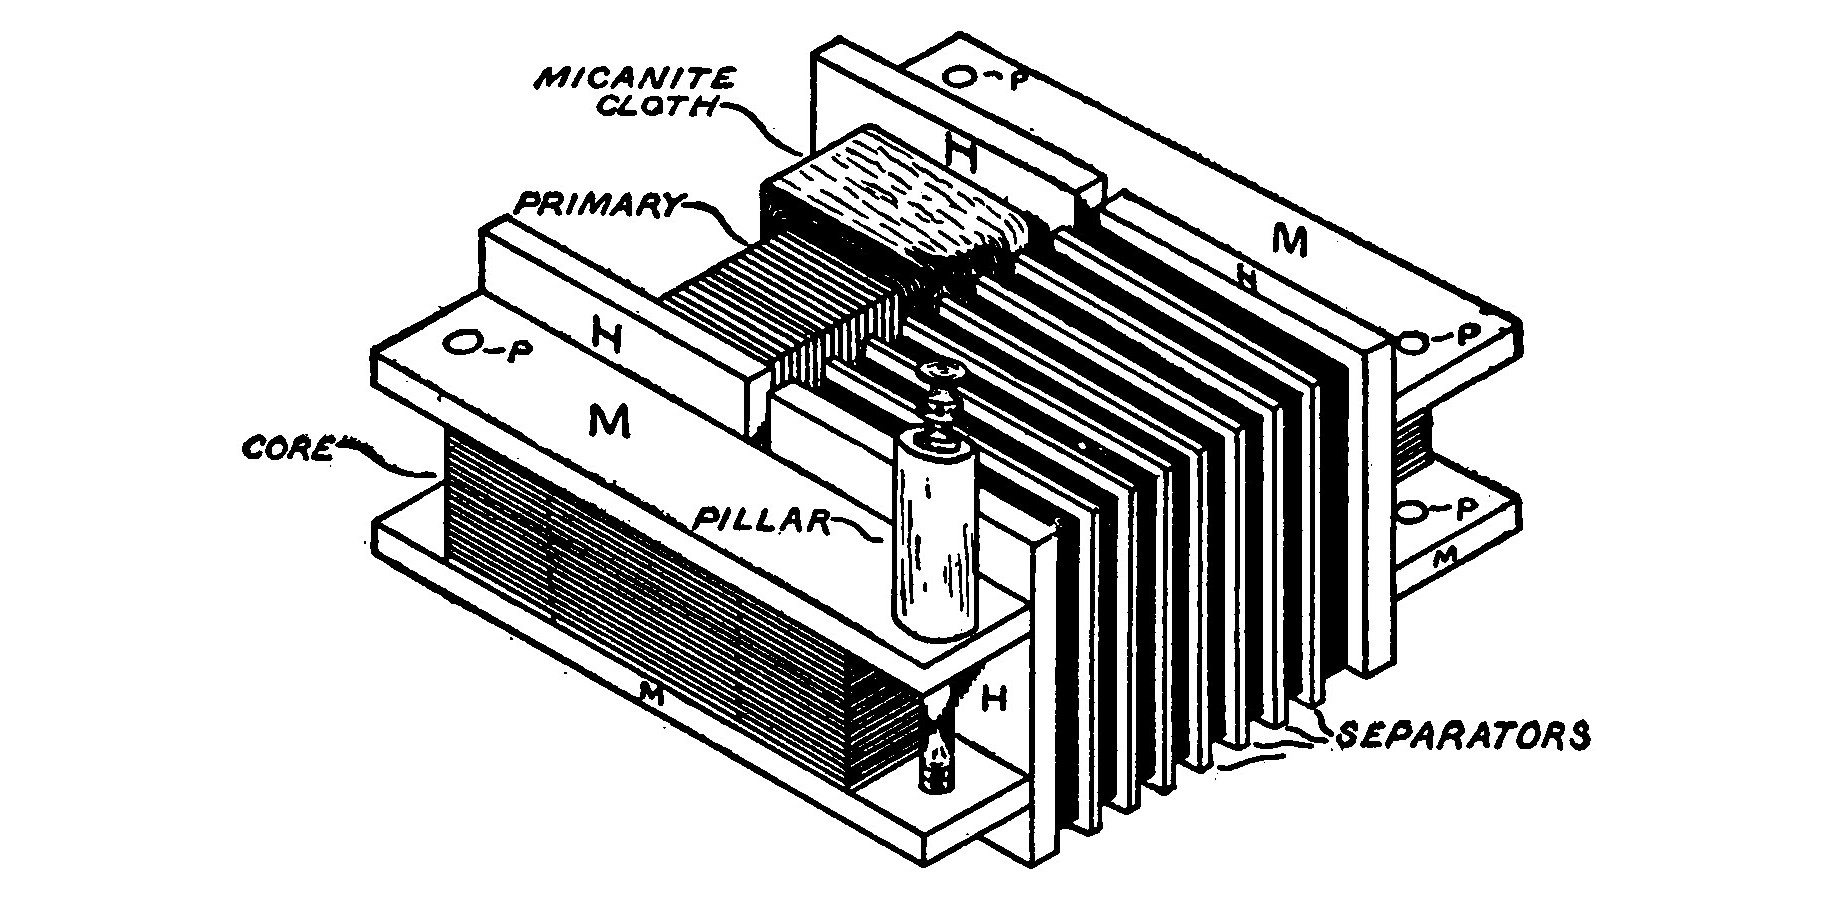 MICANITE
CLOTH
O-P
H
PRIMARY
M
H
H
O-P
O-P
M
CORE
PILLAR
O-P
M
H
M
SEPARATORS